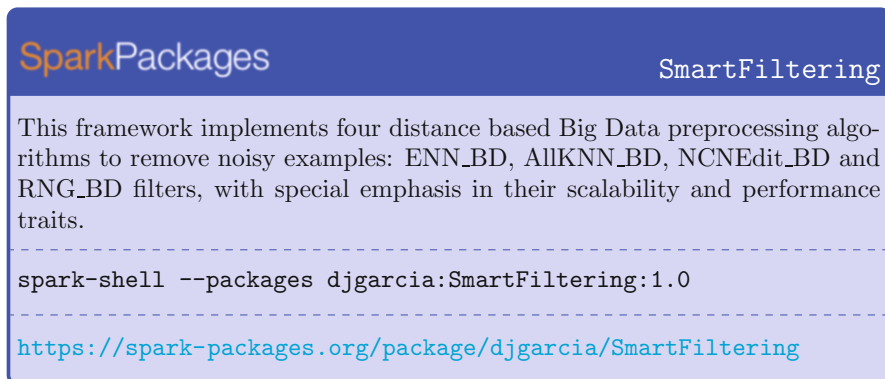 SparkPackages
SmartFiltering
This framework implements four distance based Big Data preprocessing algo-
rithms to remove noisy examples: ENN_BD, AllKNN_BD, NCNEdit_BD and
RNG_BD filters, with special emphasis in their scalability and performance
traits.
spark-shell --packages djgarcia:SmartFiltering:1.0
https://spark-packages.org/package/djgarcia/SmartFiltering